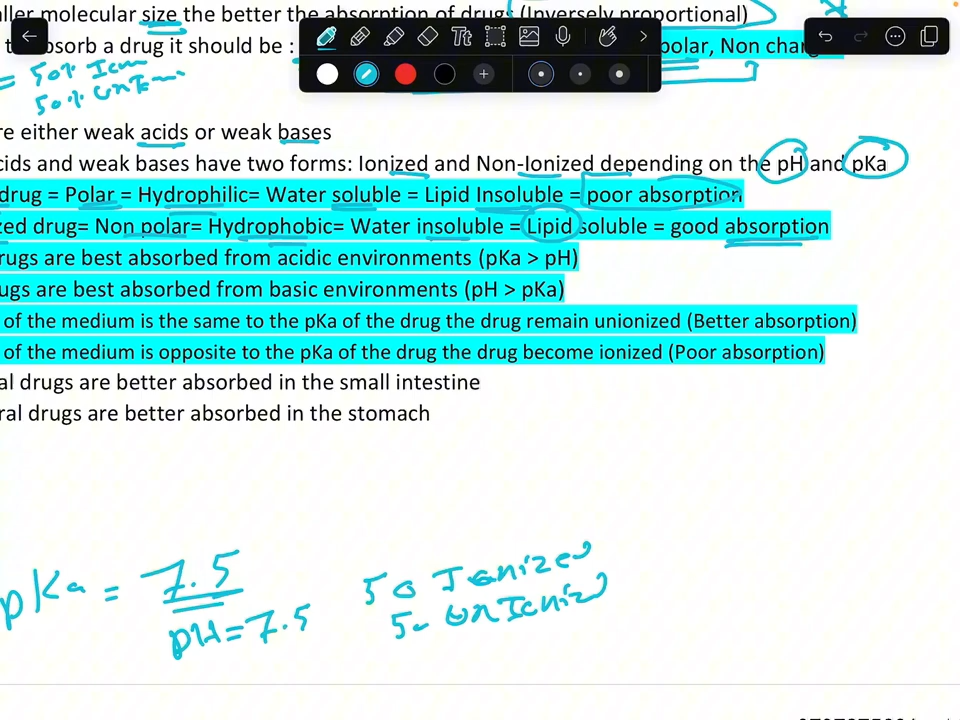 ller molecular size the better the absorption of drugs (Inversely proportional)
bsorb a drug it should be : polar, Non char
= 50% Ion
50%
re either weak acids or weak bases
cids and weak bases have two forms: Ionized and Non-Ionized depending on the pH and pKa
drug = Polar = Hydrophilic= Water soluble = Lipid Insoluble = poor absorption
zed drug= Non polar= Hydrophobic= Water insoluble = Lipid soluble = good absorption
rugs are best absorbed from acidic environments (pKa > pH)
ugs are best absorbed from basic environments (pH > pKa)
of the medium is the same to the pKa of the drug the drug remain unionized (Better absorption)
of the medium is opposite to the pKa of the drug the drug become ionized (Poor absorption)
al drugs are better absorbed in the small intestine
ral drugs are better absorbed in the stomach
pKa = 7.5 50 Ionized
pH=7.5 50 unIoniz